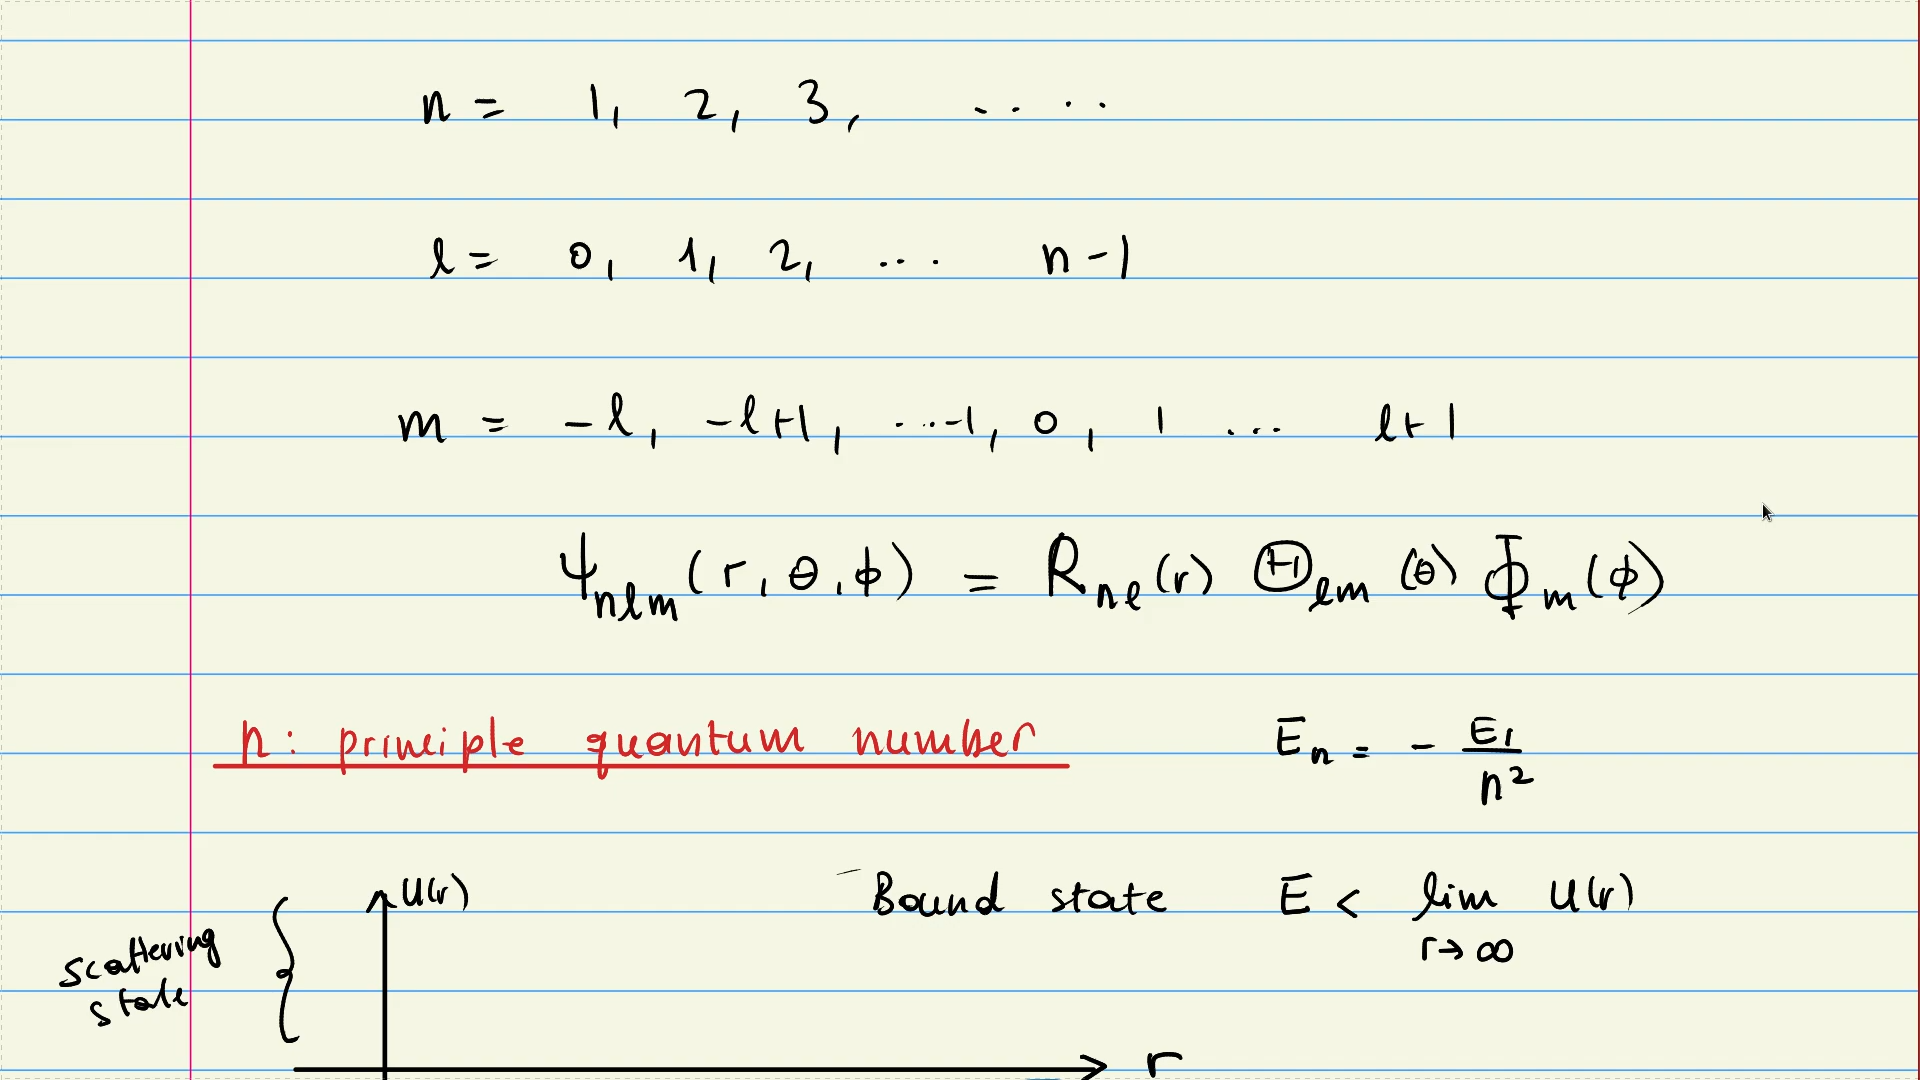 n = 1, 2, 3, ....
l = 0, 1, 2, ... n-1
m = -l, -l+1, ...-1, 0, 1 ... l+1
ψnlm (r, θ, ϕ) = Rnl (r) Θlm (θ) Φm (ϕ)
n: principle quantum number En = - E1/n²
U(r) Bound state E < lim U(r)
r→∞
scattering
state
r